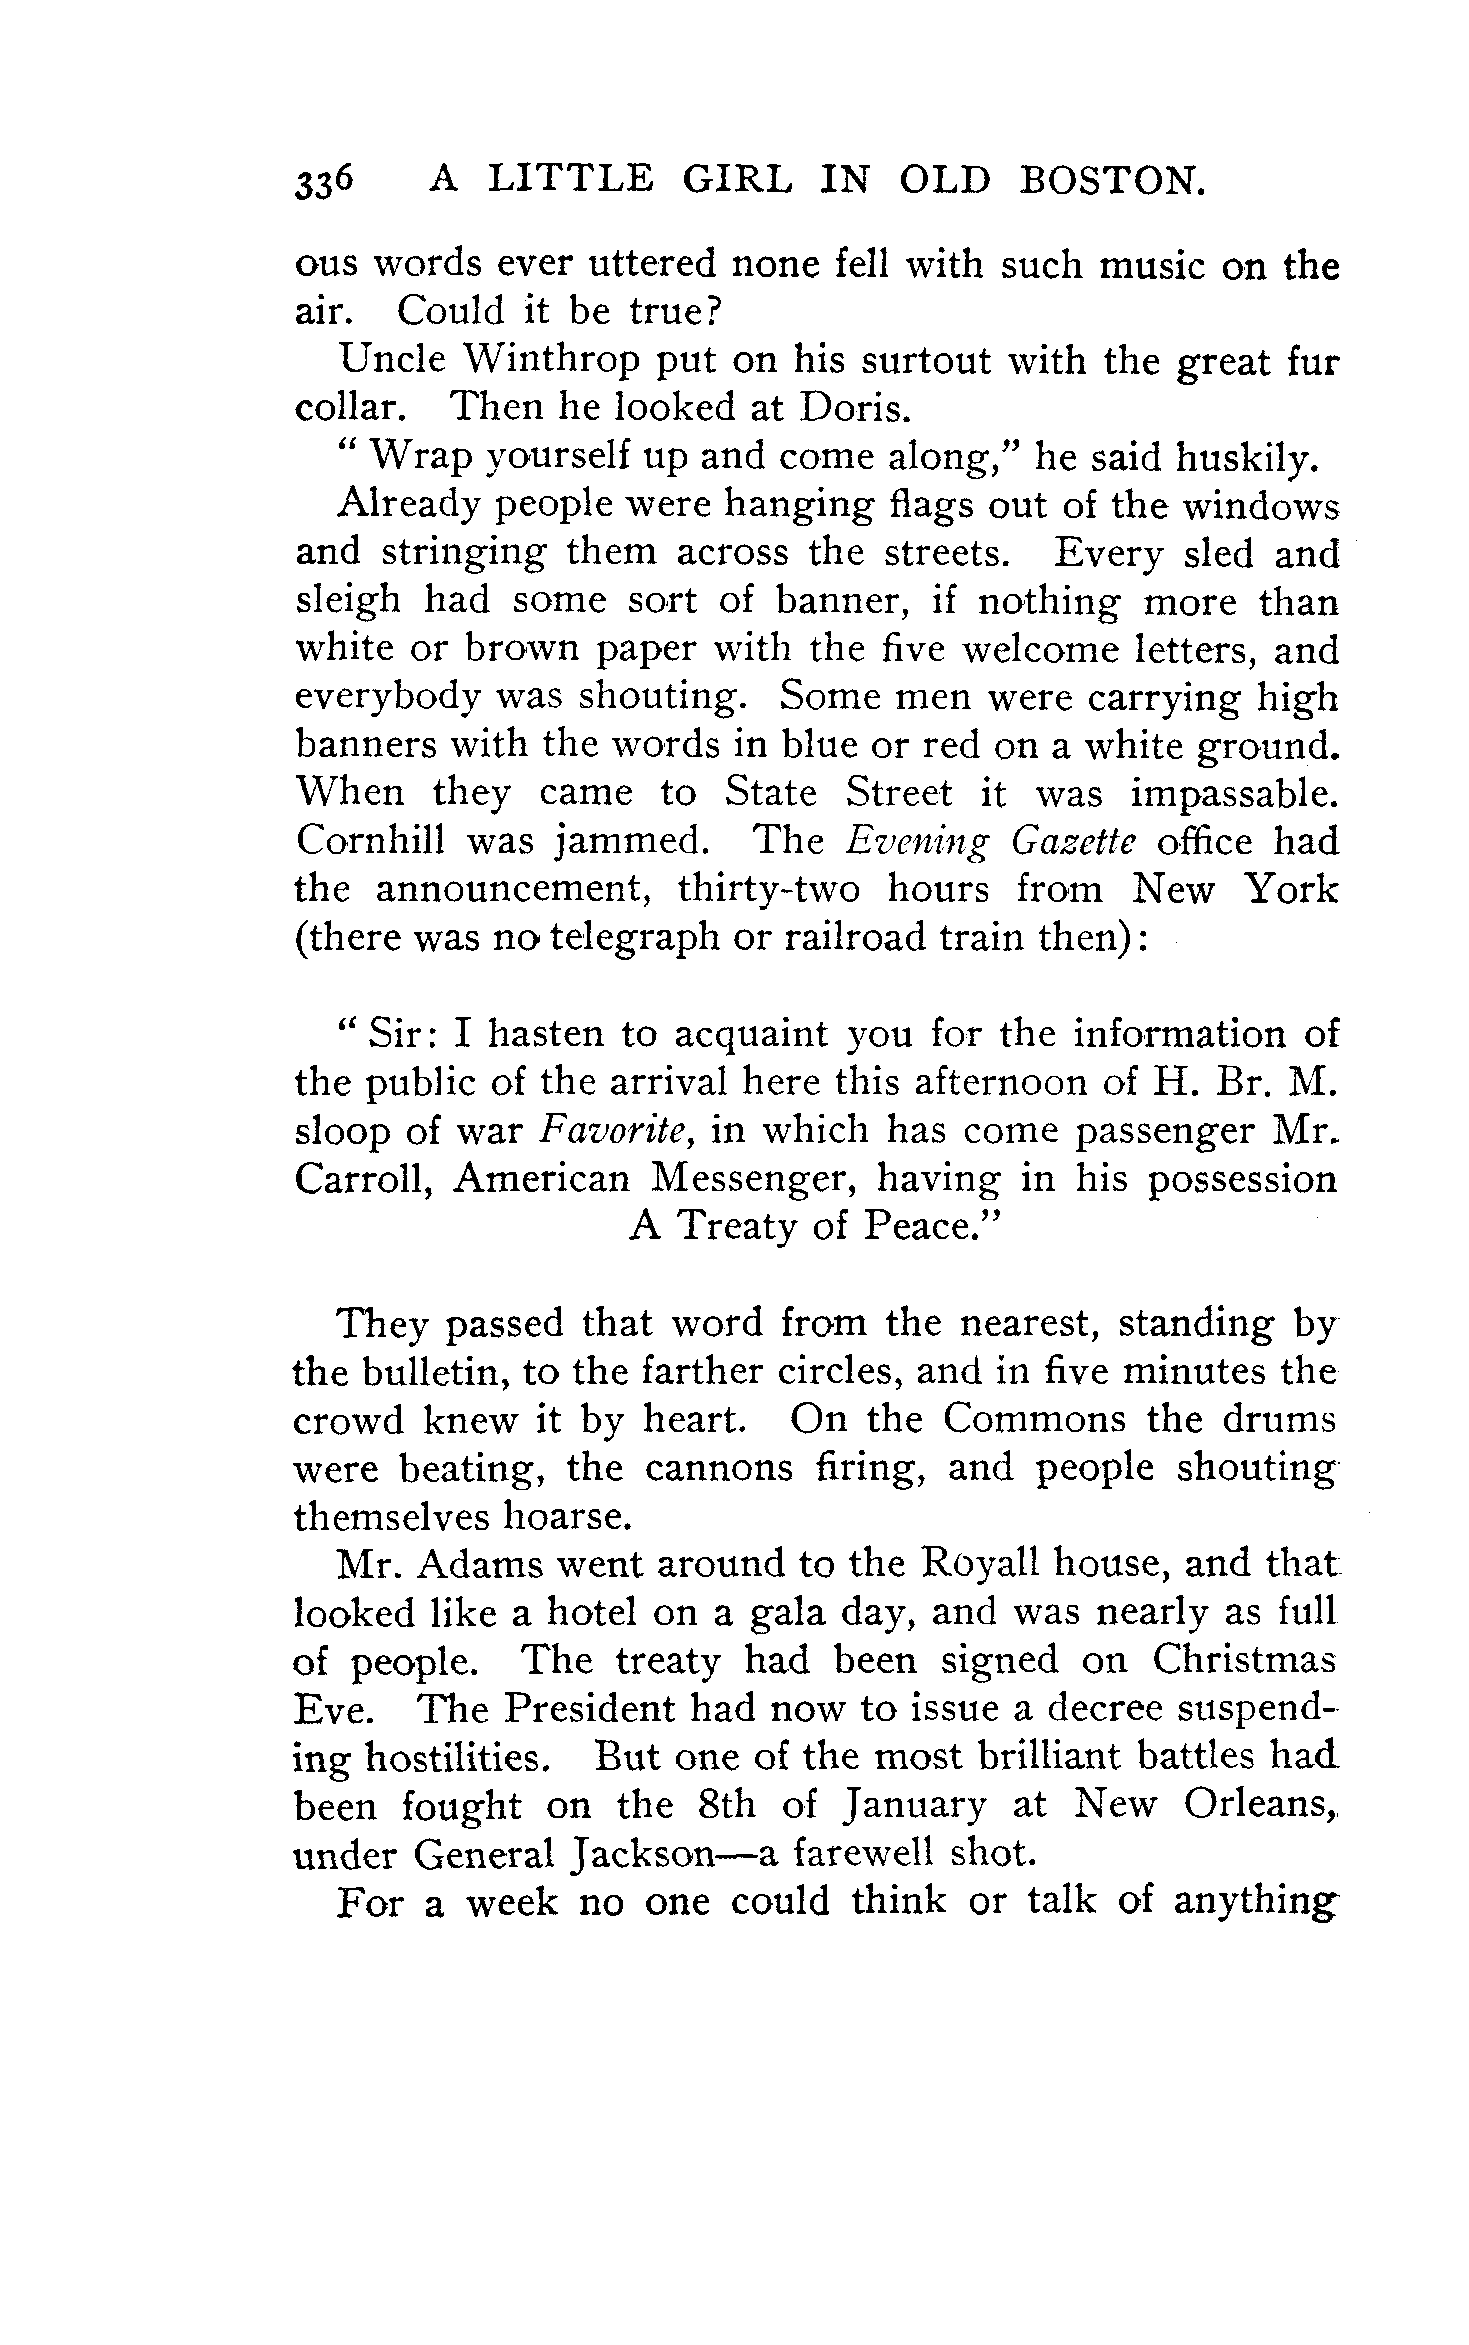 336 A LITTLE GIRL IN OLD BOSTON.
ous words ever uttered none fell with such music on the
air. Could it be true?
Uncle Winthrop put on his surtout with the great fur
collar. Then he looked at Doris.
" Wrap yourself up and come along," he said huskily.
Already people were hanging flags out of the windows
and stringing them across the streets. Every sled and
sleigh had some sort of banner, if nothing more than
white or brown paper with the five welcome letters, and
everybody was shouting. Some men were carrying high
banners with the words in blue or red on a white ground.
When they came to State Street it was impassable.
Cornhill was jammed. The Evening Gazette office had
the announcement, thirty-two hours from New York
(there was no telegraph or railroad train then):
" Sir: I hasten to acquaint you for the information of
the public of the arrival here this afternoon of H. Br. M.
sloop of war Favorite, in which has come passenger Mr.
Carroll, American Messenger, having in his possession
A Treaty of Peace."
They passed that word from the nearest, standing by
the bulletin, to the farther circles, and in five minutes the
crowd knew it by heart. On the Commons the drums
were beating, the cannons firing, and people shouting
themselves hoarse.
Mr. Adams went around to the Royall house, and that
looked like a hotel on a gala day, and was nearly as full
of people. The treaty had been signed on Christmas
Eve. The President had now to issue a decree suspend-
ing hostilities. But one of the most brilliant battles had
been fought on the 8th of January at New Orleans,
under General Jackson—a farewell shot.
For a week no one could think or talk of anything